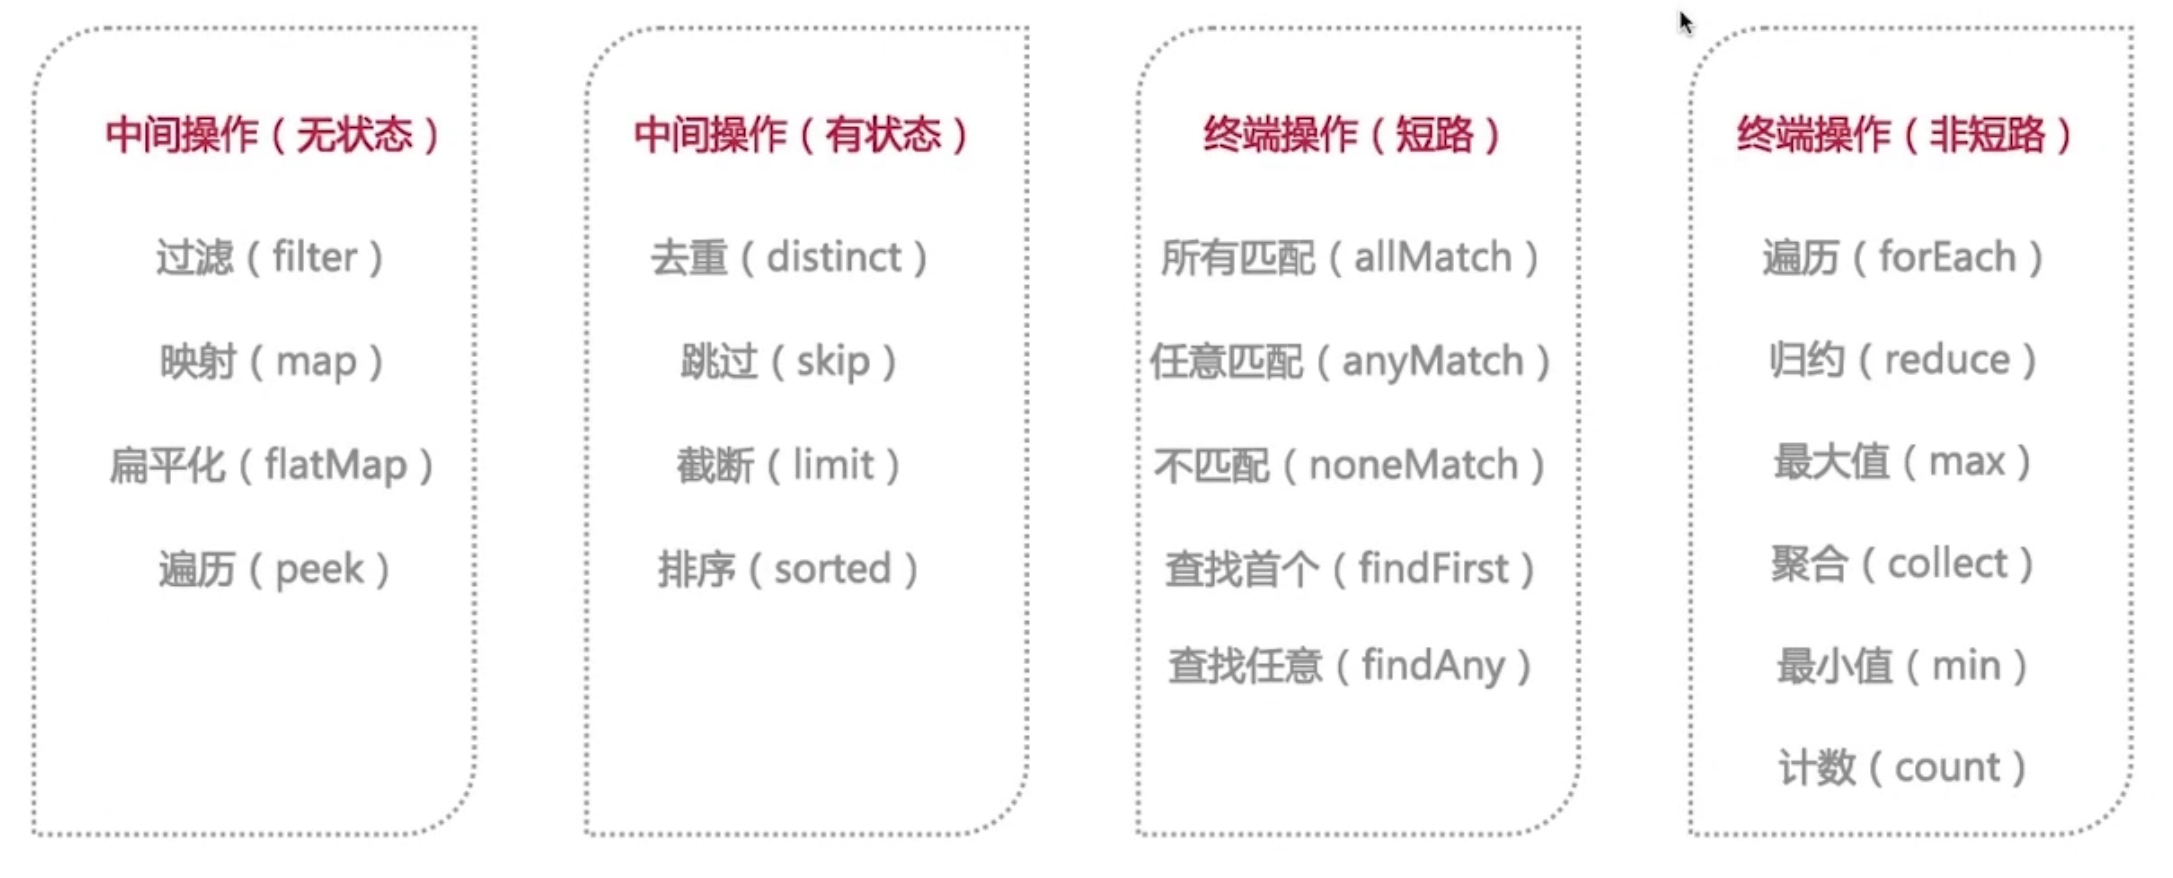 中间操作（无状态）
过滤（filter）
映射（map）
扁平化（flatMap）
遍历（peek）
中间操作（有状态）
去重（distinct）
跳过（skip）
截断（limit）
排序（sorted）
终端操作（短路）
所有匹配（allMatch）
任意匹配（anyMatch）
不匹配（noneMatch）
查找首个（findFirst）
查找任意（findAny）
终端操作（非短路）
遍历（forEach）
归约（reduce）
最大值（max）
聚合（collect）
最小值（min）
计数（count）